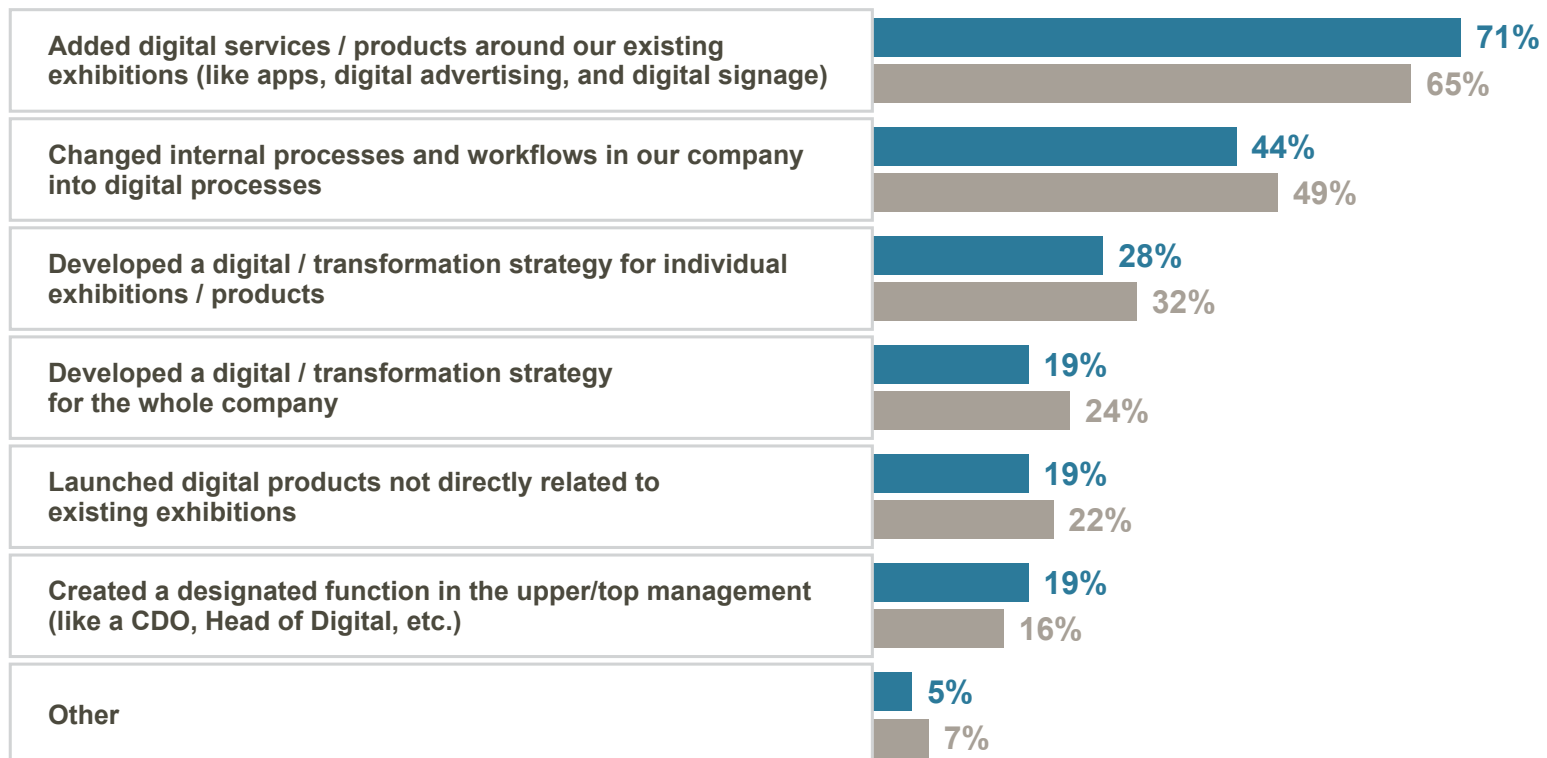 Added digital services / products around our existing
exhibitions (like apps, digital advertising, and digital signage)
71%
65%
Changed internal processes and workflows in our company
into digital processes
44%
49%
Developed a digital / transformation strategy for individual
exhibitions / products
28%
32%
Developed a digital / transformation strategy
for the whole company
19%
24%
Launched digital products not directly related to
existing exhibitions
19%
22%
Created a designated function in the upper/top management
(like a CDO, Head of Digital, etc.)
19%
16%
Other
5%
7%